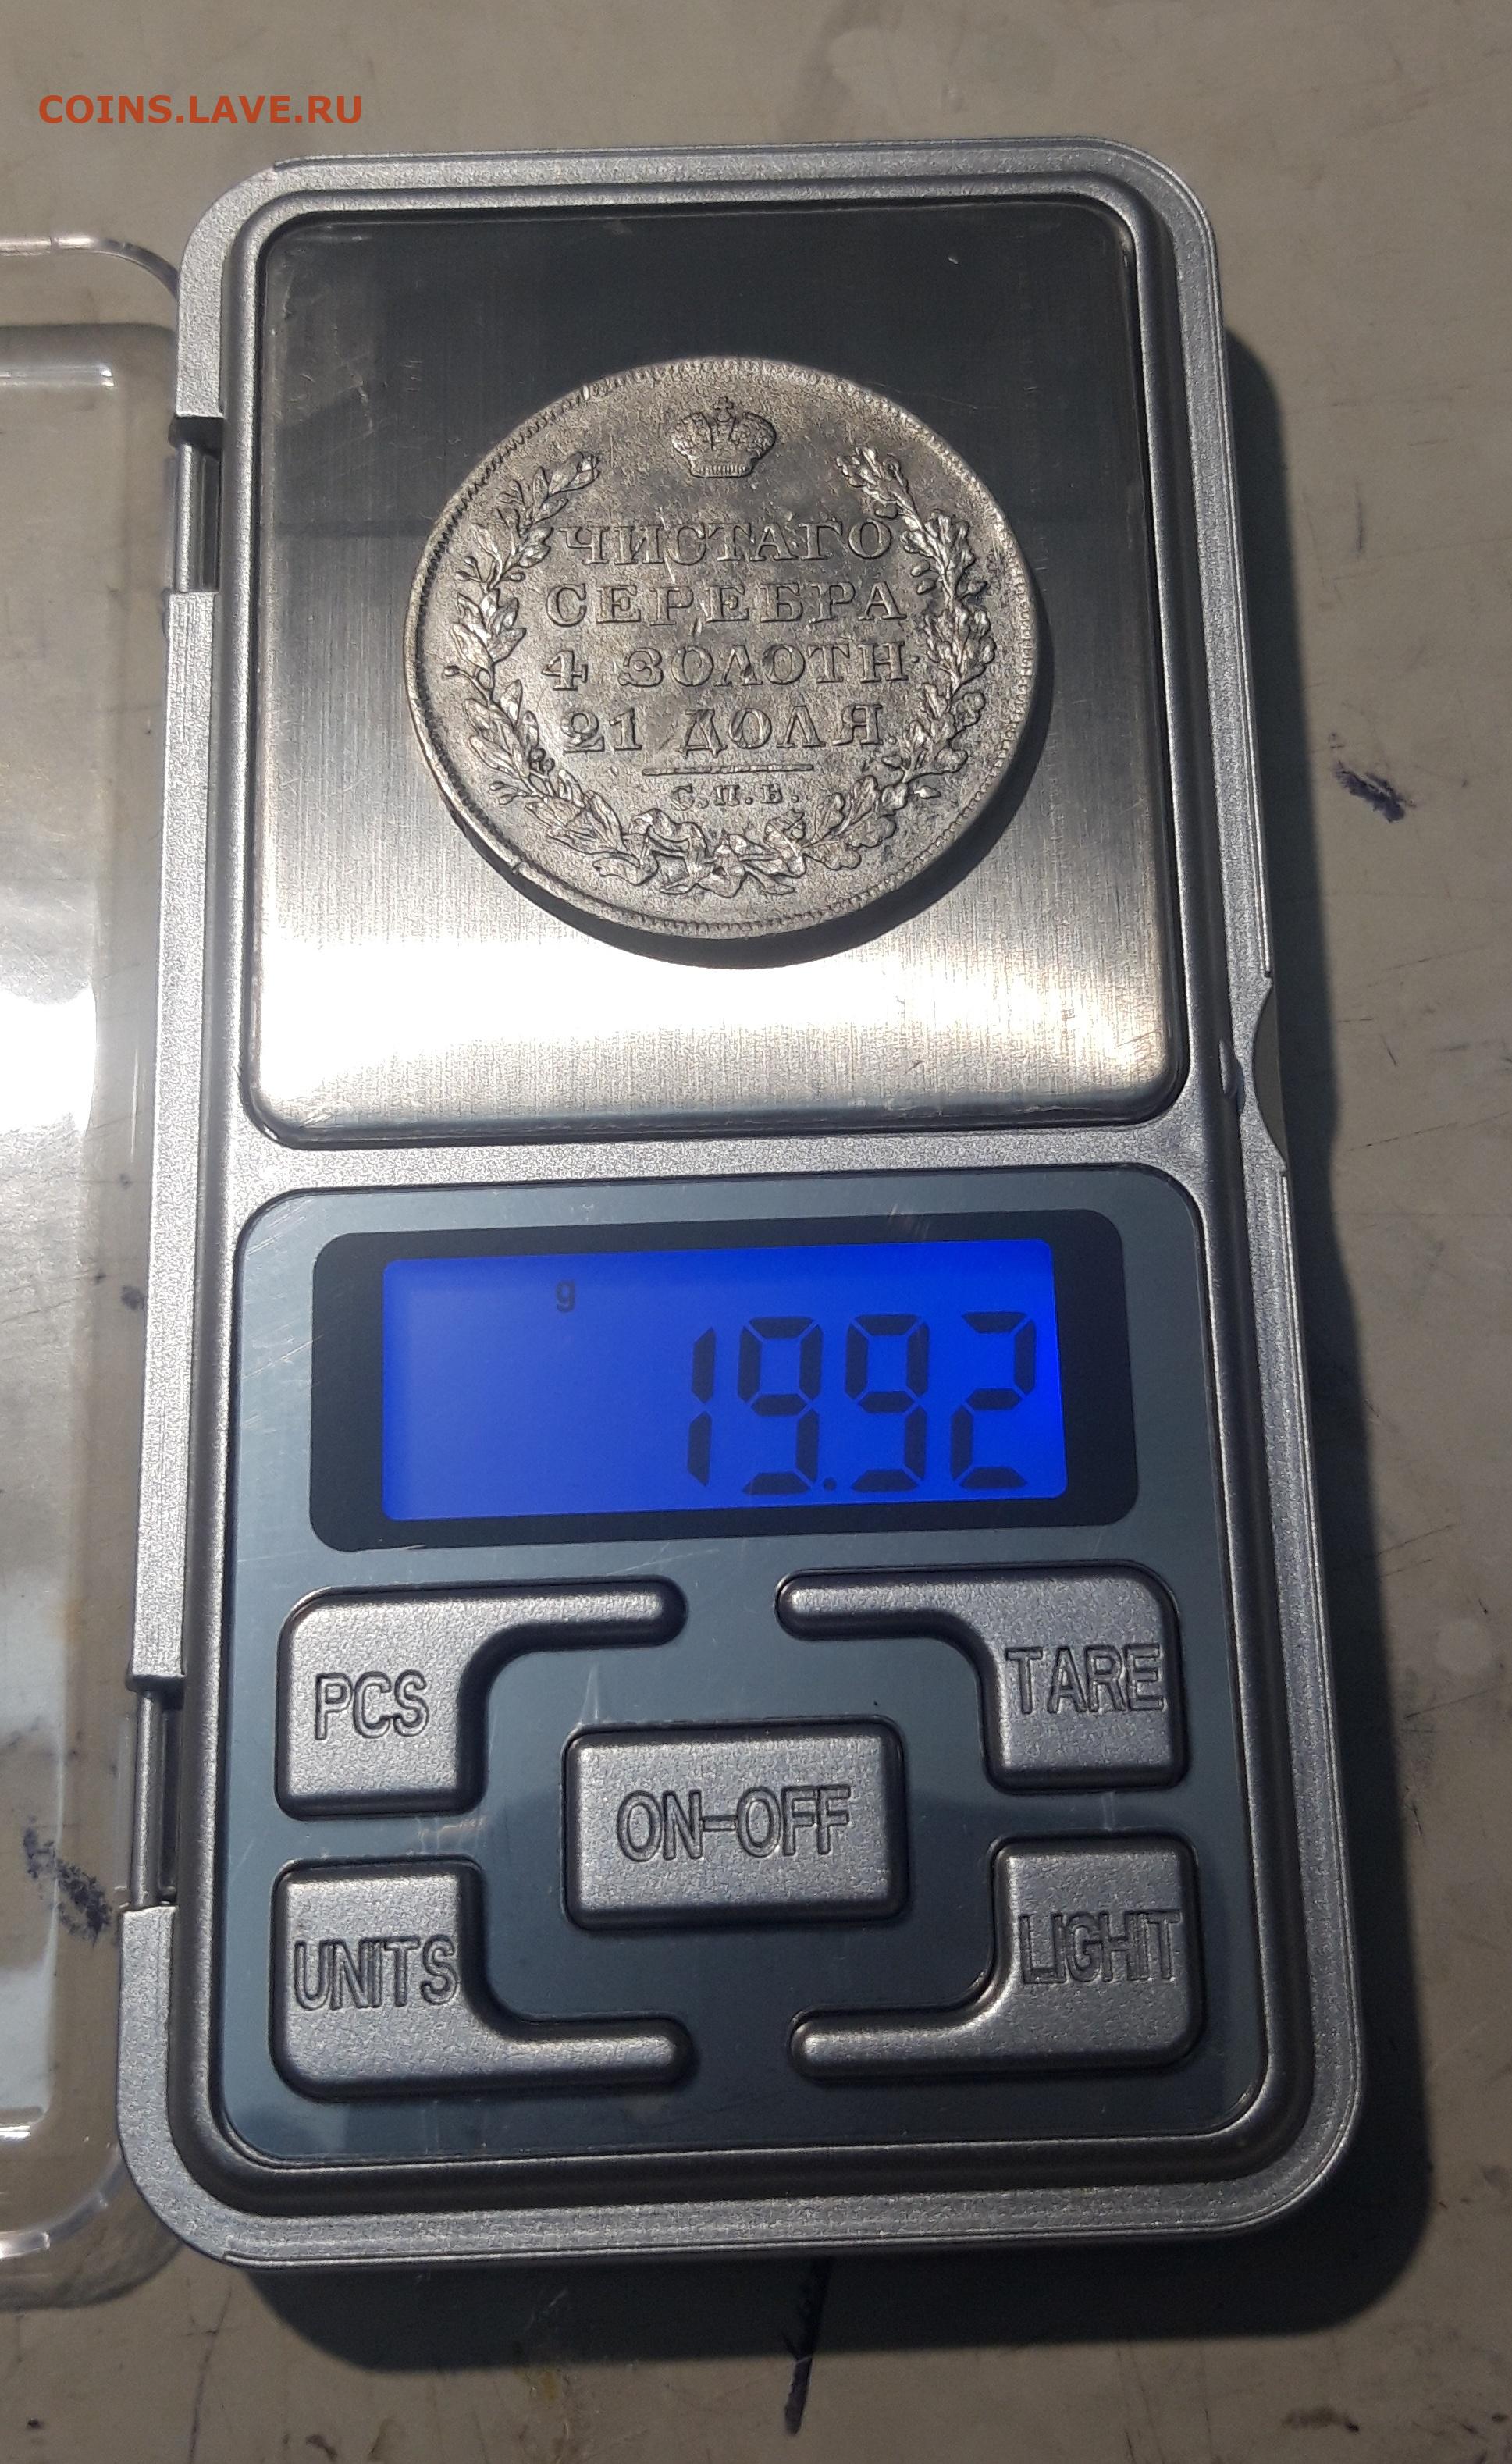 COINS.LAVE.RU
ЧИСТАГО
СЕРЕБРА
4 ЗОЛОТН
21 ДОЛЯ.
С.П.Б.
g
19.92
PCS
TARE
ON-OFF
UNITS
LIGHT